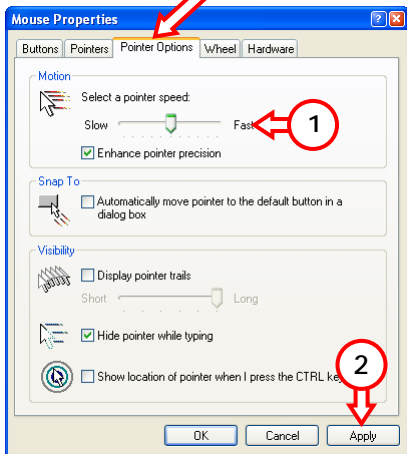 Mouse Properties
Buttons Pointers Pointer Options Wheel Hardware
Motion
Select a pointer speed:
Slow Fast 1
Enhance pointer precision
Snap To
Automatically move pointer to the default button in a
dialog box
Visibility
Display pointer trails
Short Long
Hide pointer while typing
Show location of pointer when I press the CTRL
2
OK Cancel Apply